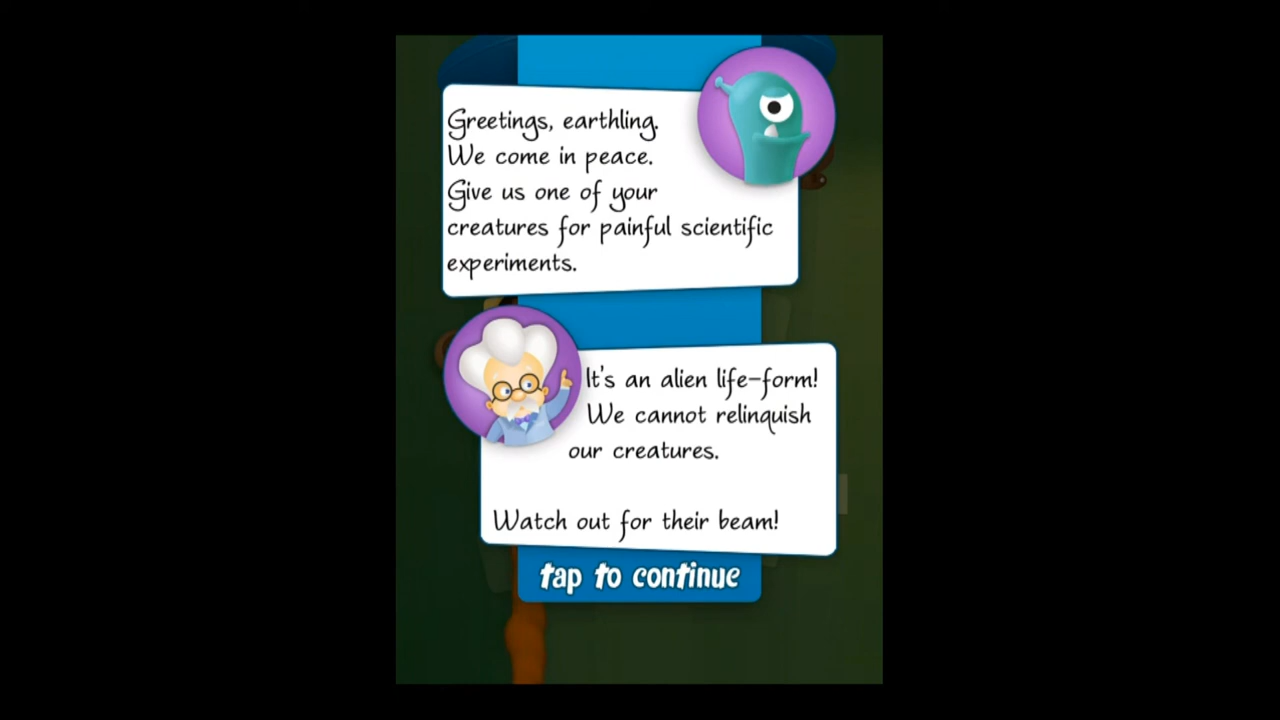 Greetings, earthling.
We come in peace.
Give us one of your
creatures for painful scientific
experiments.
It's an alien life-form!
We cannot relinquish
our creatures.
Watch out for their beam!
tap to continue